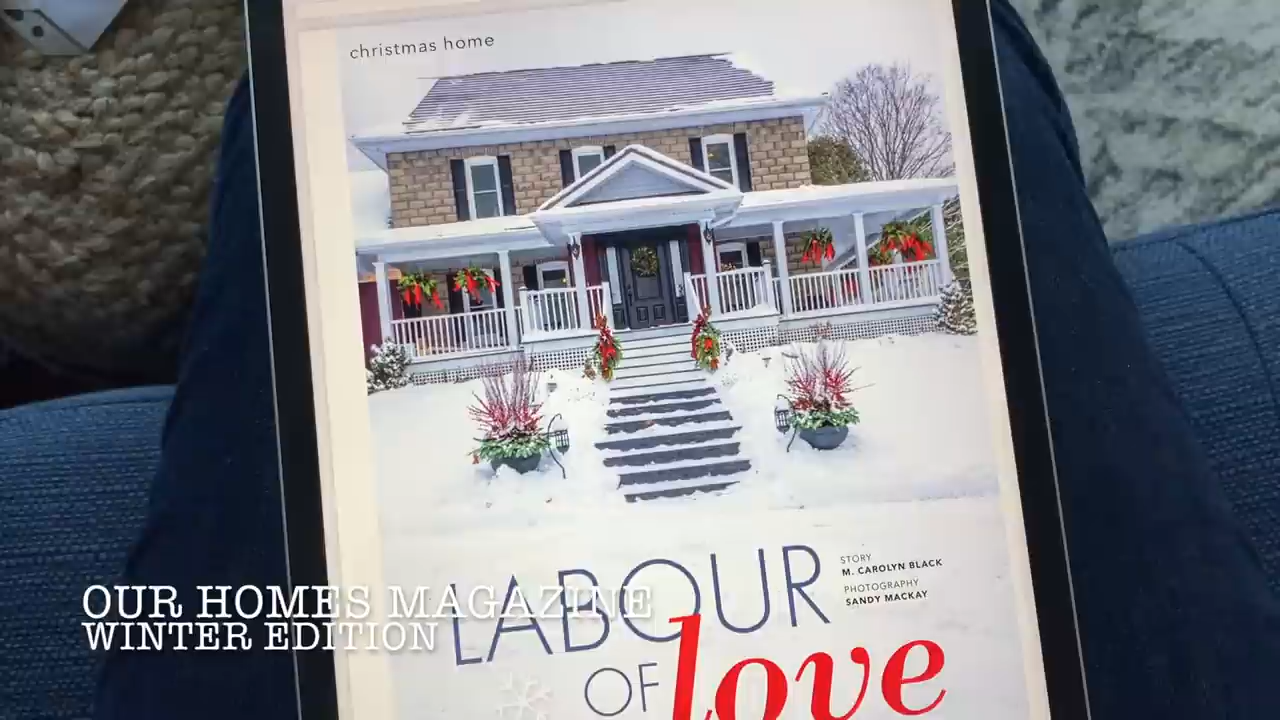 christmas home
STORY
M. CAROLYN BLACK
PHOTOGRAPHY
SANDY MACKAY
LABOUR
OF love
OUR HOMES MAGAZINE
WINTER EDITION